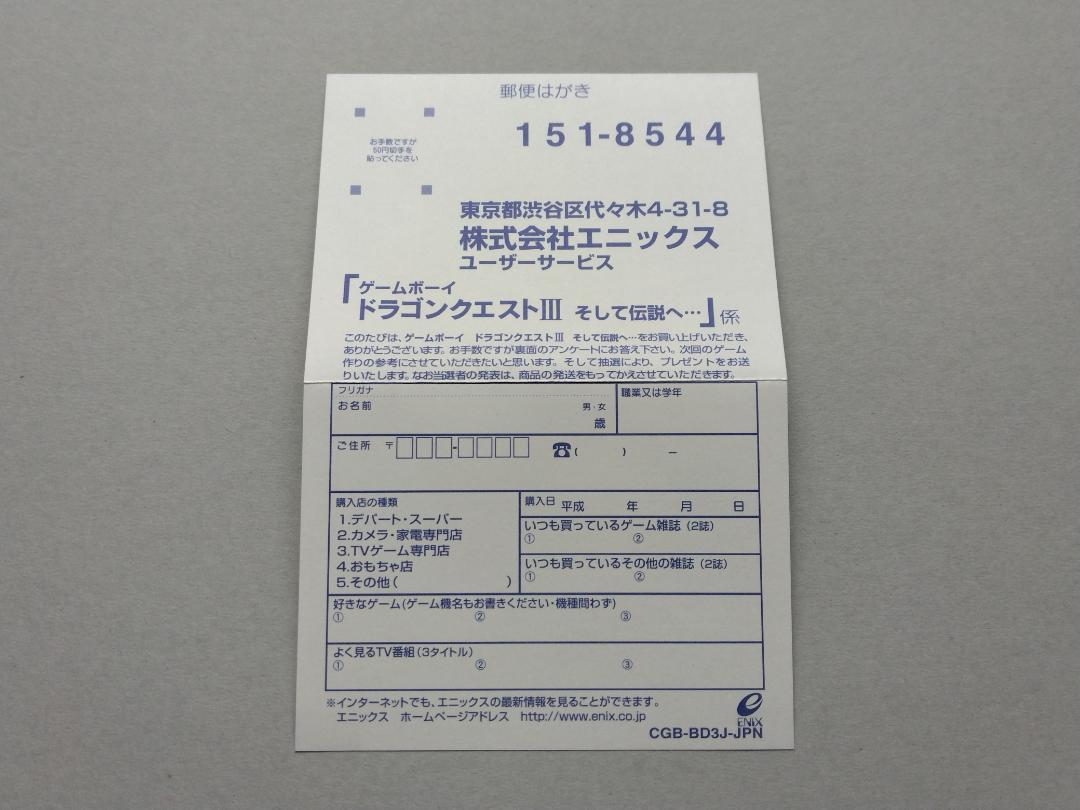 郵便はがき
151-8544
お手数ですが
50円切手を
貼ってください
東京都渋谷区代々木4-31-8
株式会社エニックス
ユーザーサービス
「ゲームボーイ
ドラゴンクエストⅢ そして伝説へ…」係
このたびは、ゲームボーイ ドラゴンクエストⅢ そして伝説へ…をお買い上げいただき、
ありがとうございます。お手数ですが裏面のアンケートにお答え下さい。次回のゲーム
作りの参考にさせていただきたいと思います。そして抽選により、プレゼントをお送
りいたします。なお当選者の発表は、商品の発送をもってかえさせていただきます。
フリガナ
お名前 男・女
歳
職業又は学年
ご住所 〒 - ☎( ) −
購入店の種類
1.デパート・スーパー
2.カメラ・家電専門店
3.TVゲーム専門店
4.おもちゃ店
5.その他( )
購入日 平成 年 月 日
いつも買っているゲーム雑誌(2誌)
① ②
いつも買っているその他の雑誌(2誌)
① ②
好きなゲーム(ゲーム機名もお書きください・機種問わず)
① ② ③
よく見るTV番組(3タイトル)
① ② ③
※インターネットでも、エニックスの最新情報を見ることができます。
エニックス ホームページアドレス http://www.enix.co.jp
ENIX
CGB-BD3J-JPN